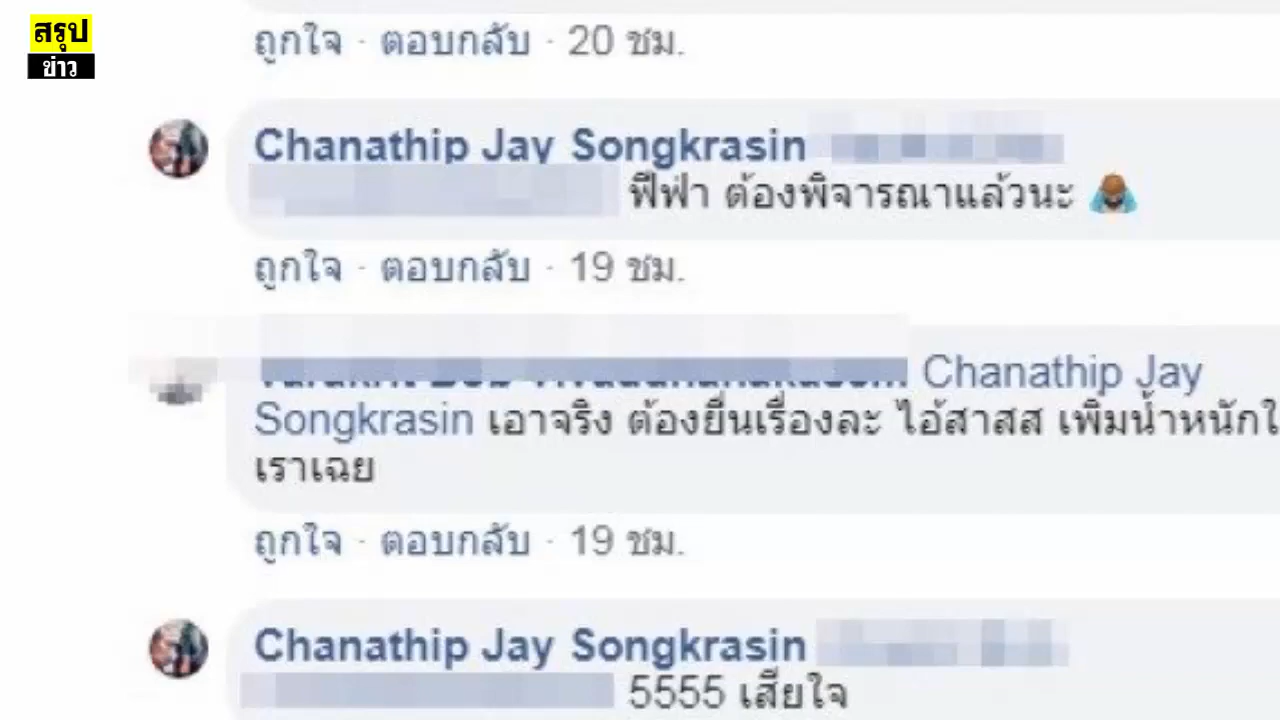 สรุป
ข่าว
ถูกใจ · ตอบกลับ · 20 ชม.
Chanathip Jay Songkrasin
ฟีฟ่า ต้องพิจารณาแล้วนะ
ถูกใจ · ตอบกลับ · 19 ชม.
Chanathip Jay
Songkrasin เอาจริง ต้องยื่นเรื่องละ ไอ้สาสส เพิ่มน้ำหนักใ
เราเฉย
ถูกใจ · ตอบกลับ · 19 ชม.
Chanathip Jay Songkrasin
5555 เสียใจ